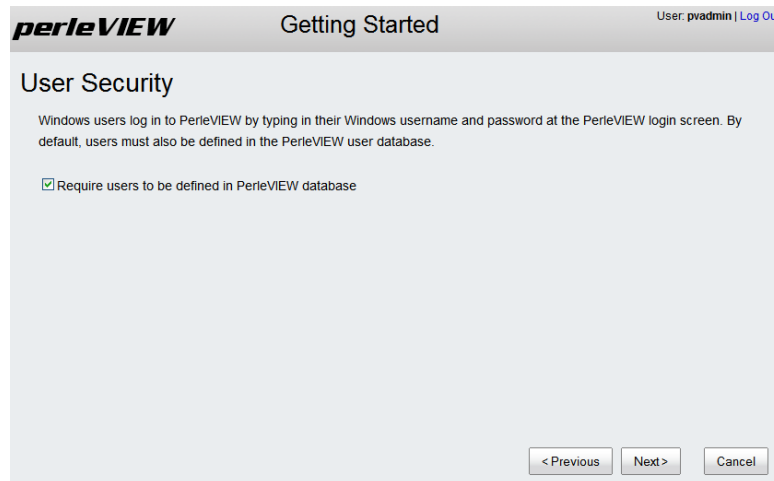 perleVIEW
Getting Started
User: pvadmin | Log Ou
User Security
Windows users log in to PerleVIEW by typing in their Windows username and password at the PerleVIEW login screen. By
default, users must also be defined in the PerleVIEW user database.
Require users to be defined in PerleVIEW database
< Previous
Next >
Cancel